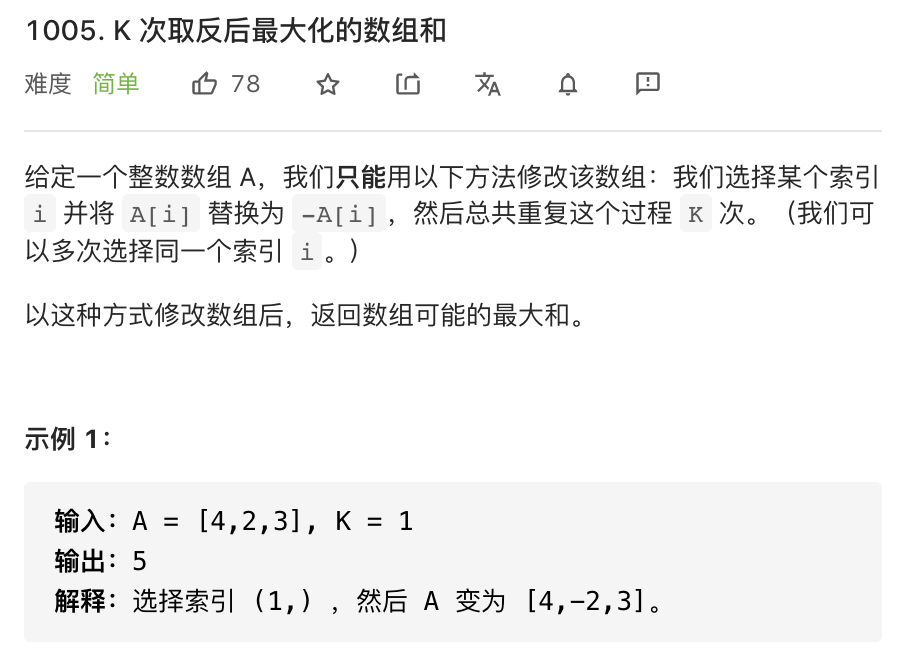 1005. K 次取反后最大化的数组和
难度 简单 78
给定一个整数数组 A，我们只能用以下方法修改该数组：我们选择某个索引
i 并将 A[i] 替换为 -A[i]，然后总共重复这个过程 K 次。（我们可
以多次选择同一个索引 i。）
以这种方式修改数组后，返回数组可能的最大和。
示例 1：
输入：A = [4,2,3], K = 1
输出：5
解释：选择索引 (1,) ，然后 A 变为 [4,-2,3]。